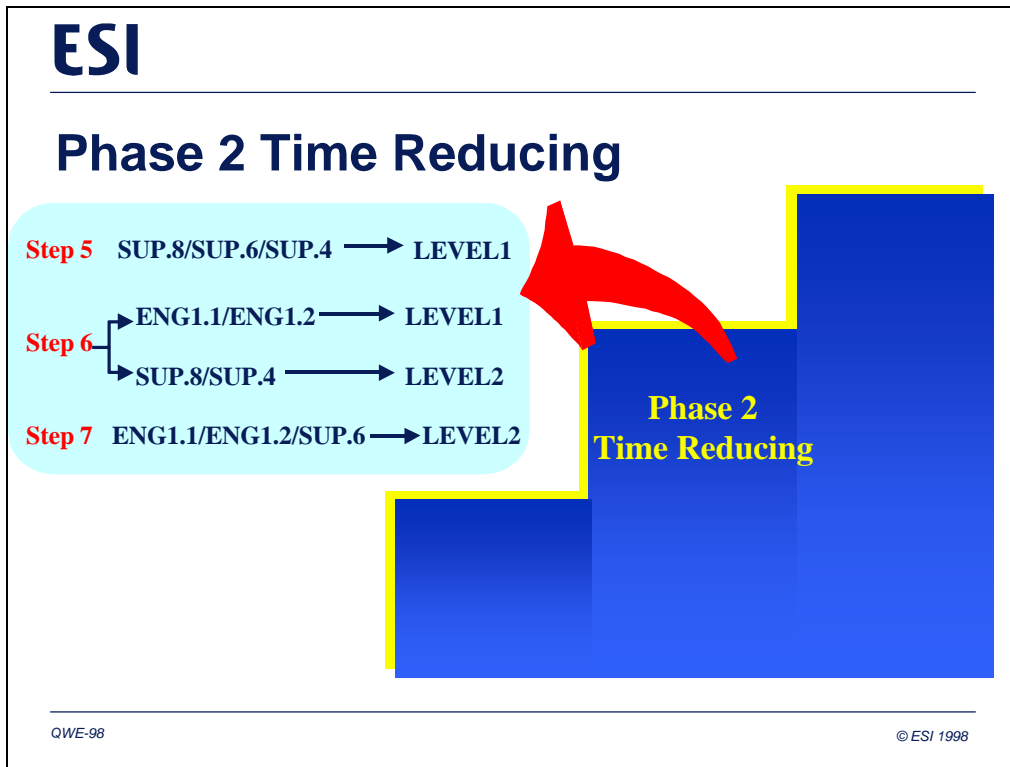 ESI
Phase 2 Time Reducing
Step 5 SUP.8/SUP.6/SUP.4 LEVEL1
Step 6
ENG1.1/ENG1.2 LEVEL1
SUP.8/SUP.4 LEVEL2
Step 7 ENG1.1/ENG1.2/SUP.6 LEVEL2
Phase 2
Time Reducing
QWE-98
© ESI 1998